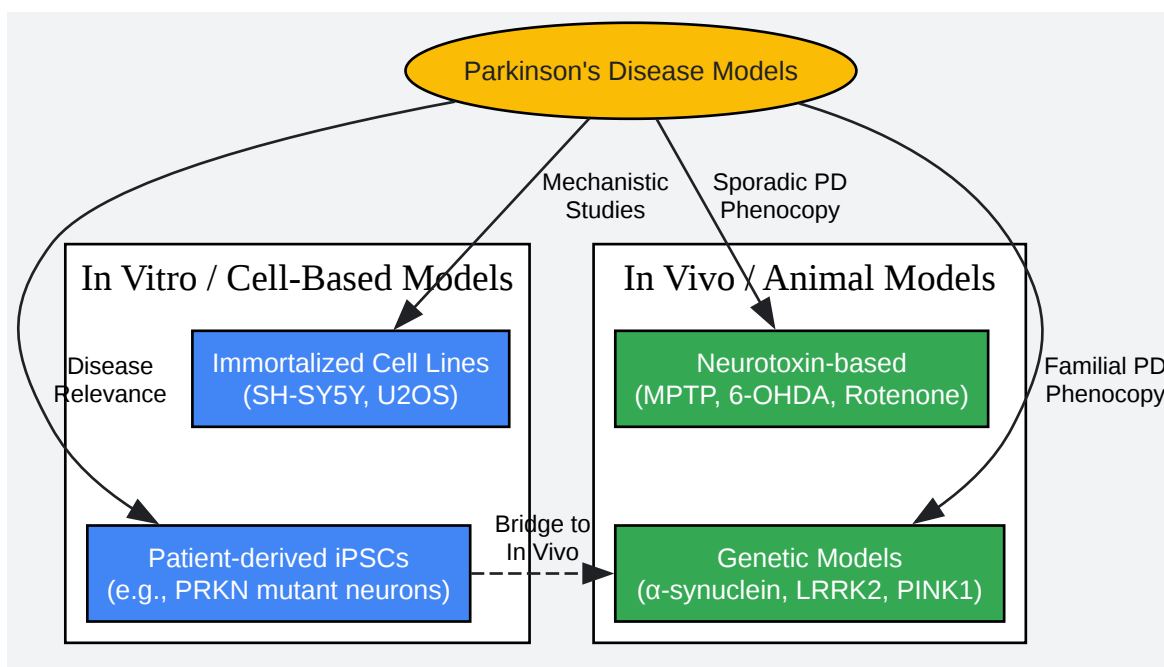 Parkinson's Disease Models
Mechanistic
Studies
Sporadic PD
Phenocopy
In Vitro / Cell-Based Models
In Vivo / Animal Models
Disease
Relevance
Immortalized Cell Lines
(SH-SY5Y, U2OS)
Neurotoxin-based
(MPTP, 6-OHDA, Rotenone)
Familial PD
Phenocopy
Patient-derived iPSCs
(e.g., PRKN mutant neurons)
Bridge to
In Vivo
Genetic Models
(α-synuclein, LRRK2, PINK1)